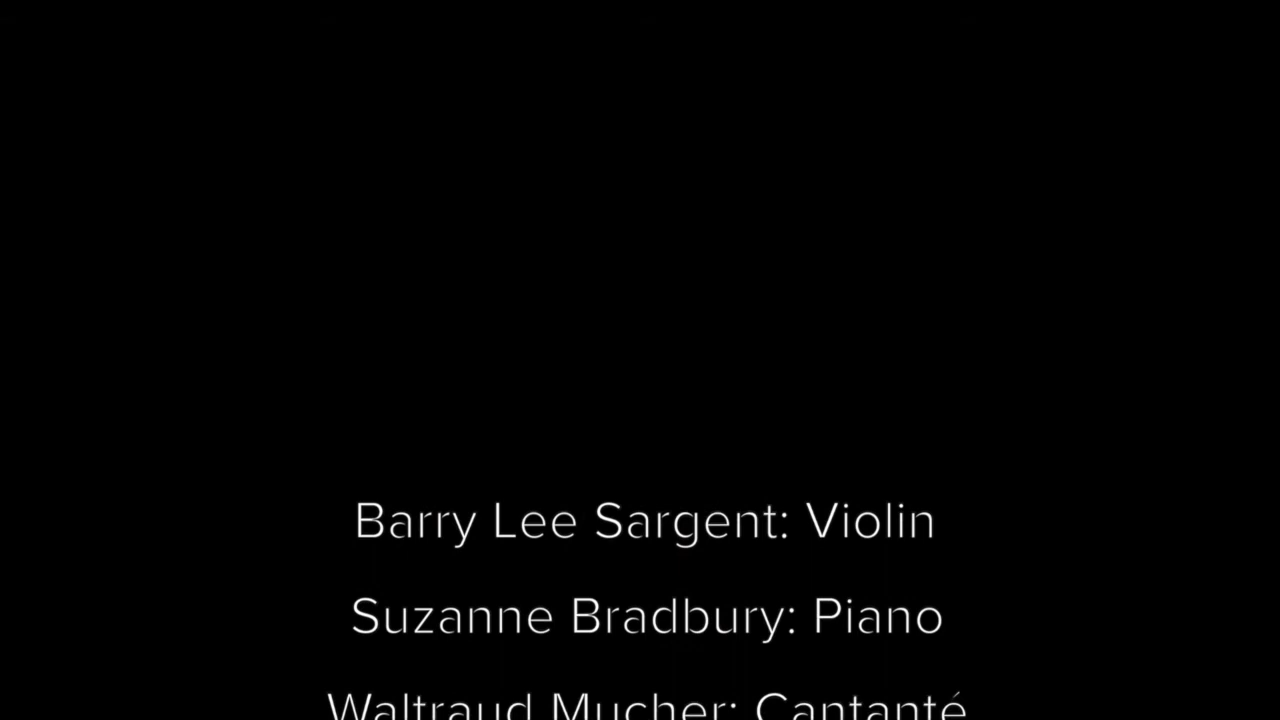 Barry Lee Sargent: Violin
Suzanne Bradbury: Piano
Waltraud Mucher: Cantanté